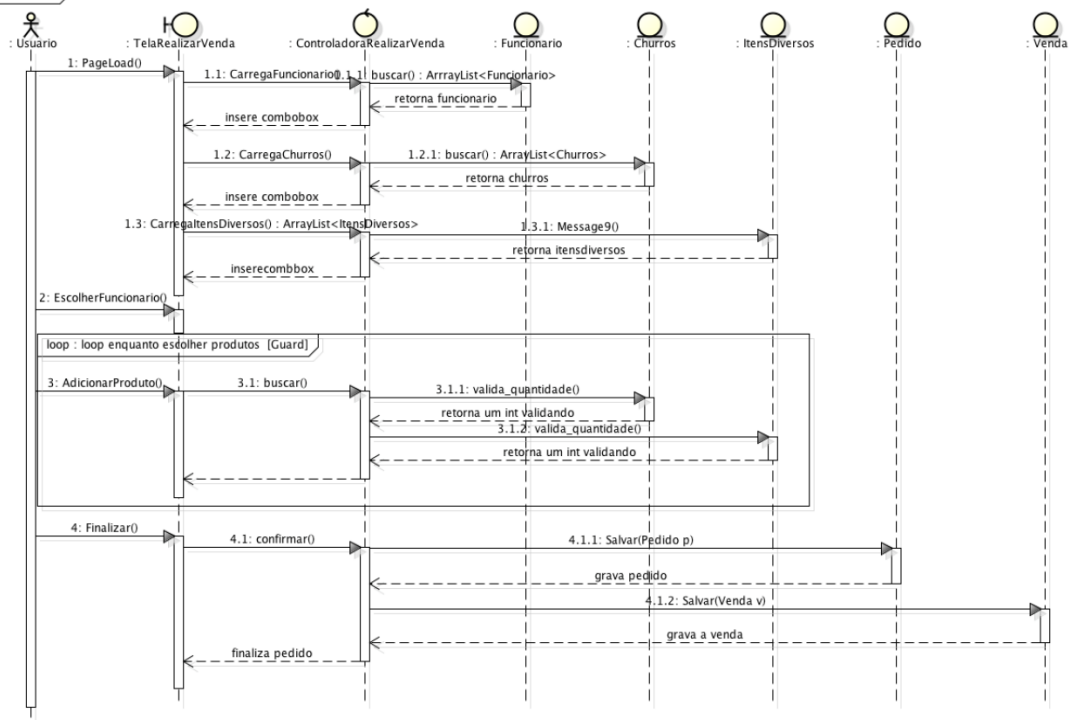 : Usuario
: TelaRealizarVenda
: ControladoraRealizarVenda
: Funcionario
: Churros
: ItensDiversos
: Pedido
: Venda
1: PageLoad()
1.1: CarregaFuncionario()
1.1.1: buscar() : ArrrayList<Funcionario>
retorna funcionario
insere combobox
1.2: CarregaChurros()
1.2.1: buscar() : ArrayList<Churros>
retorna churros
insere combobox
1.3: CarregaItensDiversos() : ArrayList<ItensDiversos>
1.3.1: Message9()
retorna itensdiversos
inserecombbox
2: EscolherFuncionario()
loop : loop enquanto escolher produtos [Guard]
3: AdicionarProduto()
3.1: buscar()
3.1.1: valida_quantidade()
retorna um int validando
3.1.2: valida_quantidade()
retorna um int validando
4: Finalizar()
4.1: confirmar()
4.1.1: Salvar(Pedido p)
grava pedido
4.1.2: Salvar(Venda v)
grava a venda
finaliza pedido